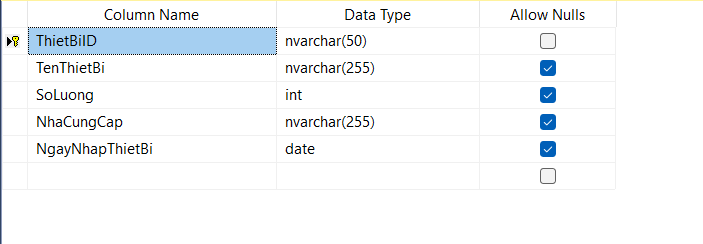 Column Name Data Type Allow Nulls
ThietBiID nvarchar(50)
TenThietBi nvarchar(255)
SoLuong int
NhaCungCap nvarchar(255)
NgayNhapThietBi date